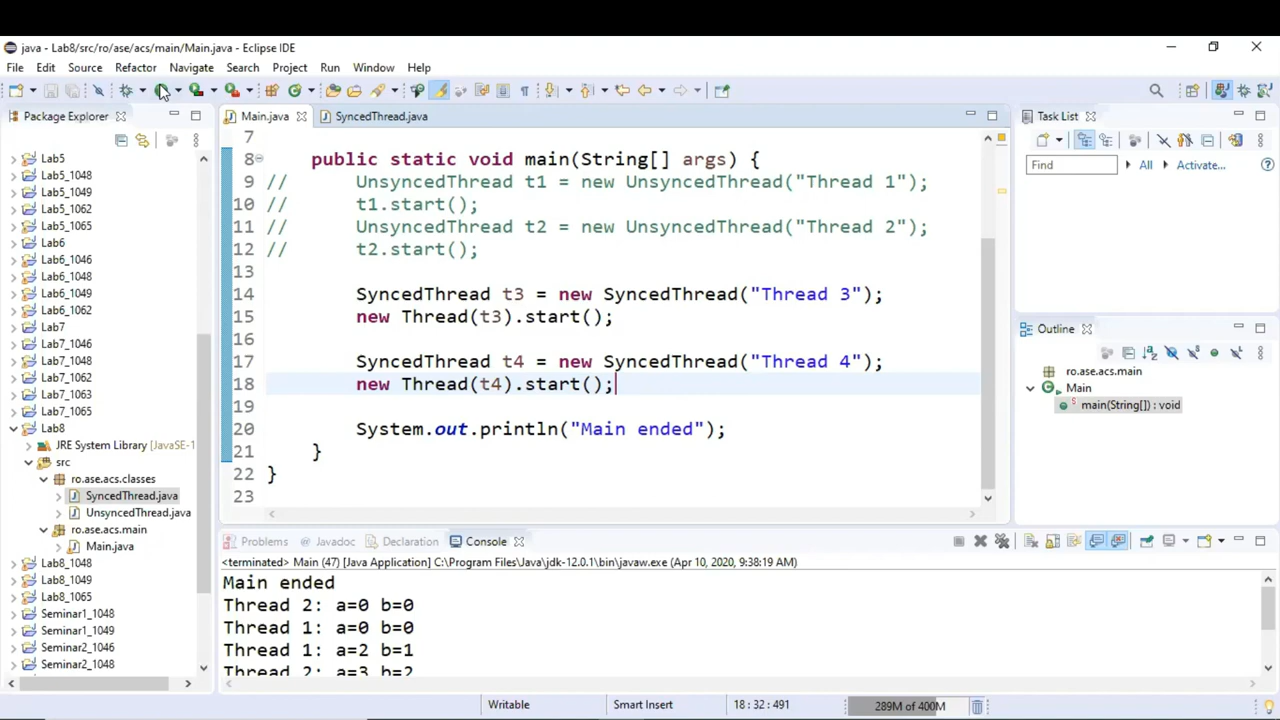 java - Lab8/src/ro/ase/acs/main/Main.java - Eclipse IDE
File Edit Source Refactor Navigate Search Project Run Window Help
Package Explorer
Lab5
Lab5_1048
Lab5_1049
Lab5_1062
Lab5_1065
Lab6
Lab6_1046
Lab6_1048
Lab6_1049
Lab6_1062
Lab7
Lab7_1046
Lab7_1048
Lab7_1062
Lab7_1063
Lab7_1065
Lab8
JRE System Library [JavaSE-1
src
ro.ase.acs.classes
SyncedThread.java
UnsyncedThread.java
ro.ase.acs.main
Main.java
Lab8_1048
Lab8_1049
Lab8_1065
Seminar1_1048
Seminar1_1049
Seminar2_1046
Seminar2_1048
Main.java SyncedThread.java
7
8 public static void main(String[] args) {
9 // UnsyncedThread t1 = new UnsyncedThread("Thread 1");
10 // t1.start();
11 // UnsyncedThread t2 = new UnsyncedThread("Thread 2");
12 // t2.start();
13
14 SyncedThread t3 = new SyncedThread("Thread 3");
15 new Thread(t3).start();
16
17 SyncedThread t4 = new SyncedThread("Thread 4");
18 new Thread(t4).start();
19
20 System.out.println("Main ended");
21 }
22 }
23
Task List
Find All Activate...
Outline
ro.ase.acs.main
Main
main(String[]) : void
Problems Javadoc Declaration Console
<terminated> Main (47) [Java Application] C:\Program Files\Java\jdk-12.0.1\bin\javaw.exe (Apr 10, 2020, 9:38:19 AM)
Main ended
Thread 2: a=0 b=0
Thread 1: a=0 b=0
Thread 1: a=2 b=1
Thread 2: a=3 b=2
Writable Smart Insert 18 : 32 : 491 289M of 400M